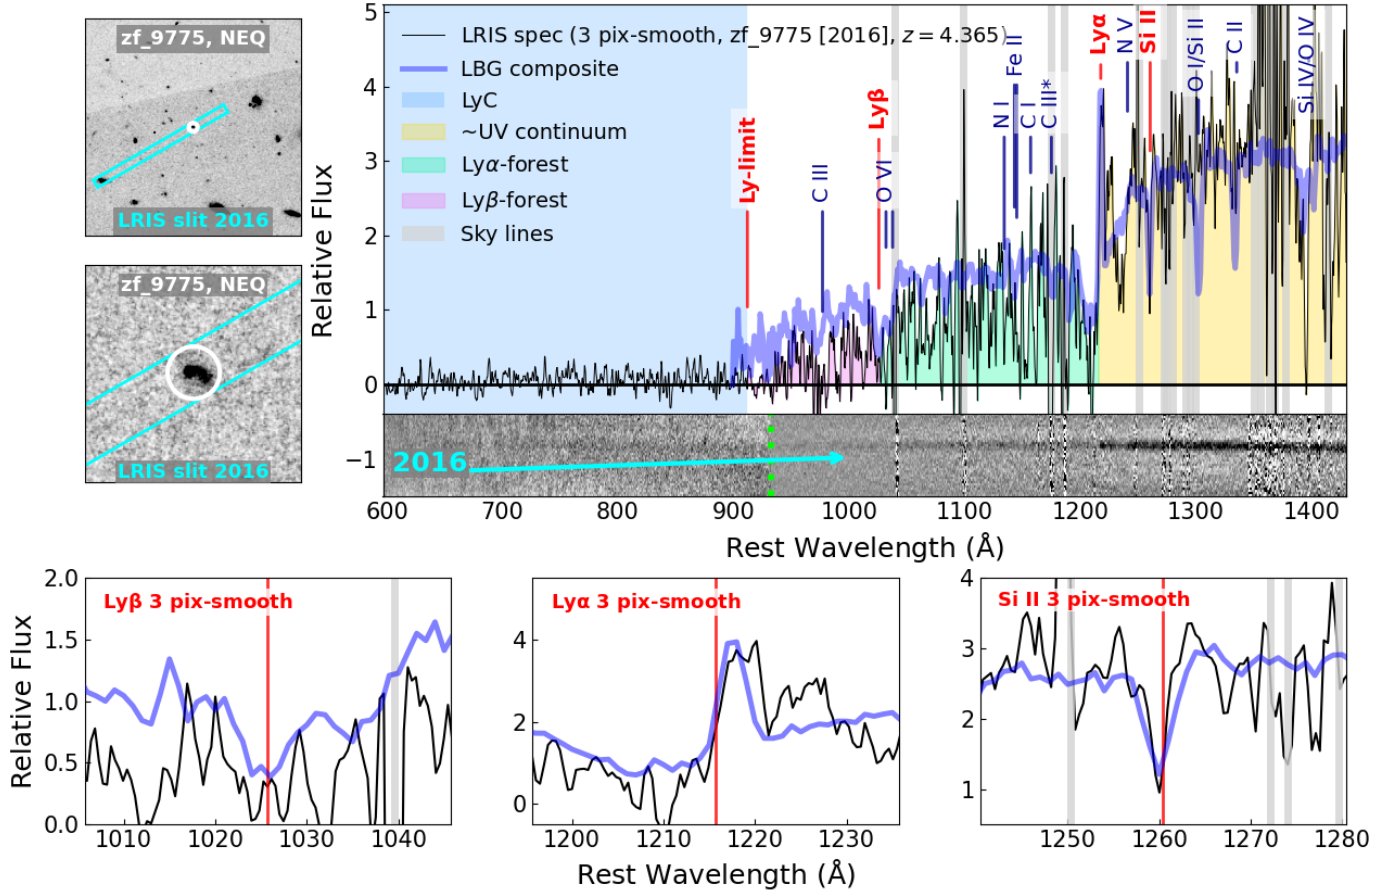 zf_9775, NEQ
LRIS slit 2016
zf_9775, NEQ
LRIS slit 2016
Relative Flux
5
4
3
2
1
0
−1
LRIS spec (3 pix-smooth, zf_9775 [2016], z = 4.365)
LBG composite
LyC
~UV continuum
Lyα-forest
Lyβ-forest
Sky lines
Ly-limit
C III
Lyβ
O VI
N I
Fe II
C I
C III*
Lyα
N V
Si II
O I/Si II
C II
Si IV/O IV
2016
600 700 800 900 1000 1100 1200 1300 1400
Rest Wavelength (Å)
Relative Flux
Lyβ 3 pix-smooth
2.0
1.5
1.0
0.5
0.0
1010 1020 1030 1040
Lyα 3 pix-smooth
4
2
0
1200 1210 1220 1230
Si II 3 pix-smooth
4
3
2
1
1250 1260 1270 1280
Rest Wavelength (Å)